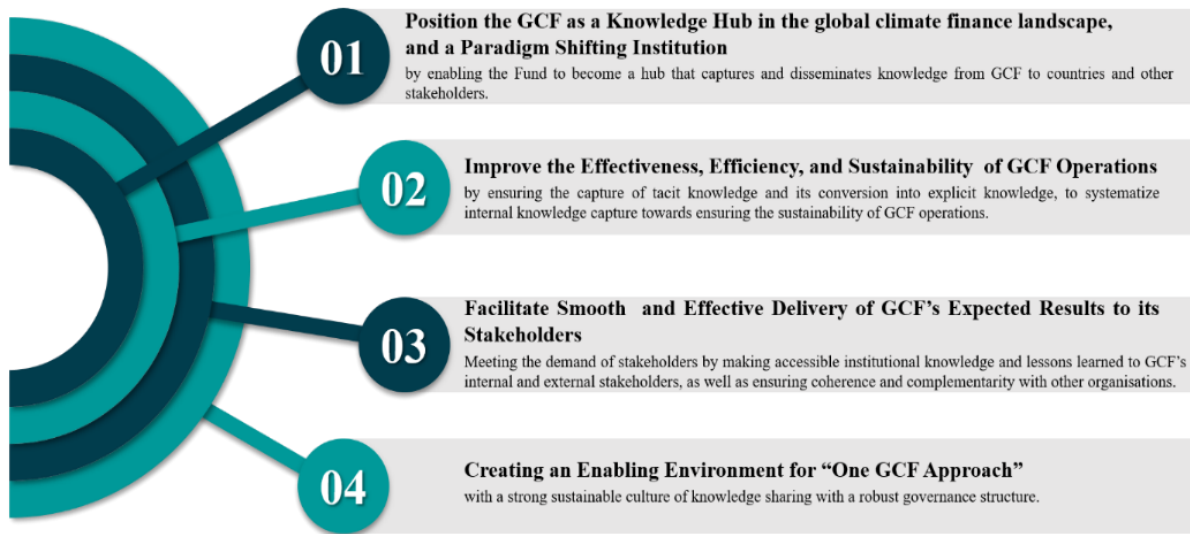 01
Position the GCF as a Knowledge Hub in the global climate finance landscape,
and a Paradigm Shifting Institution
by enabling the Fund to become a hub that captures and disseminates knowledge from GCF to countries and other
stakeholders.
02
Improve the Effectiveness, Efficiency, and Sustainability of GCF Operations
by ensuring the capture of tacit knowledge and its conversion into explicit knowledge, to systematize
internal knowledge capture towards ensuring the sustainability of GCF operations.
03
Facilitate Smooth and Effective Delivery of GCF’s Expected Results to its
Stakeholders
Meeting the demand of stakeholders by making accessible institutional knowledge and lessons learned to GCF’s
internal and external stakeholders, as well as ensuring coherence and complementarity with other organisations.
04
Creating an Enabling Environment for “One GCF Approach”
with a strong sustainable culture of knowledge sharing with a robust governance structure.